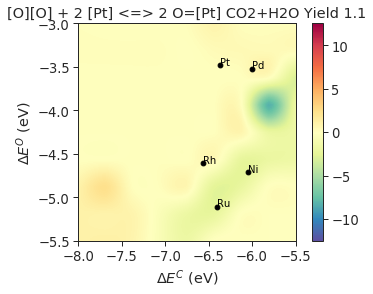 [O][O] + 2 [Pt] <=> 2 O=[Pt] CO2+H2O Yield 1.1
−3.0
−3.5
−4.0
−4.5
−5.0
−5.5
ΔE^O (eV)
Pt
Pd
Rh
Ni
Ru
−8.0 −7.5 −7.0 −6.5 −6.0 −5.5
ΔE^C (eV)
10
5
0
−5
−10